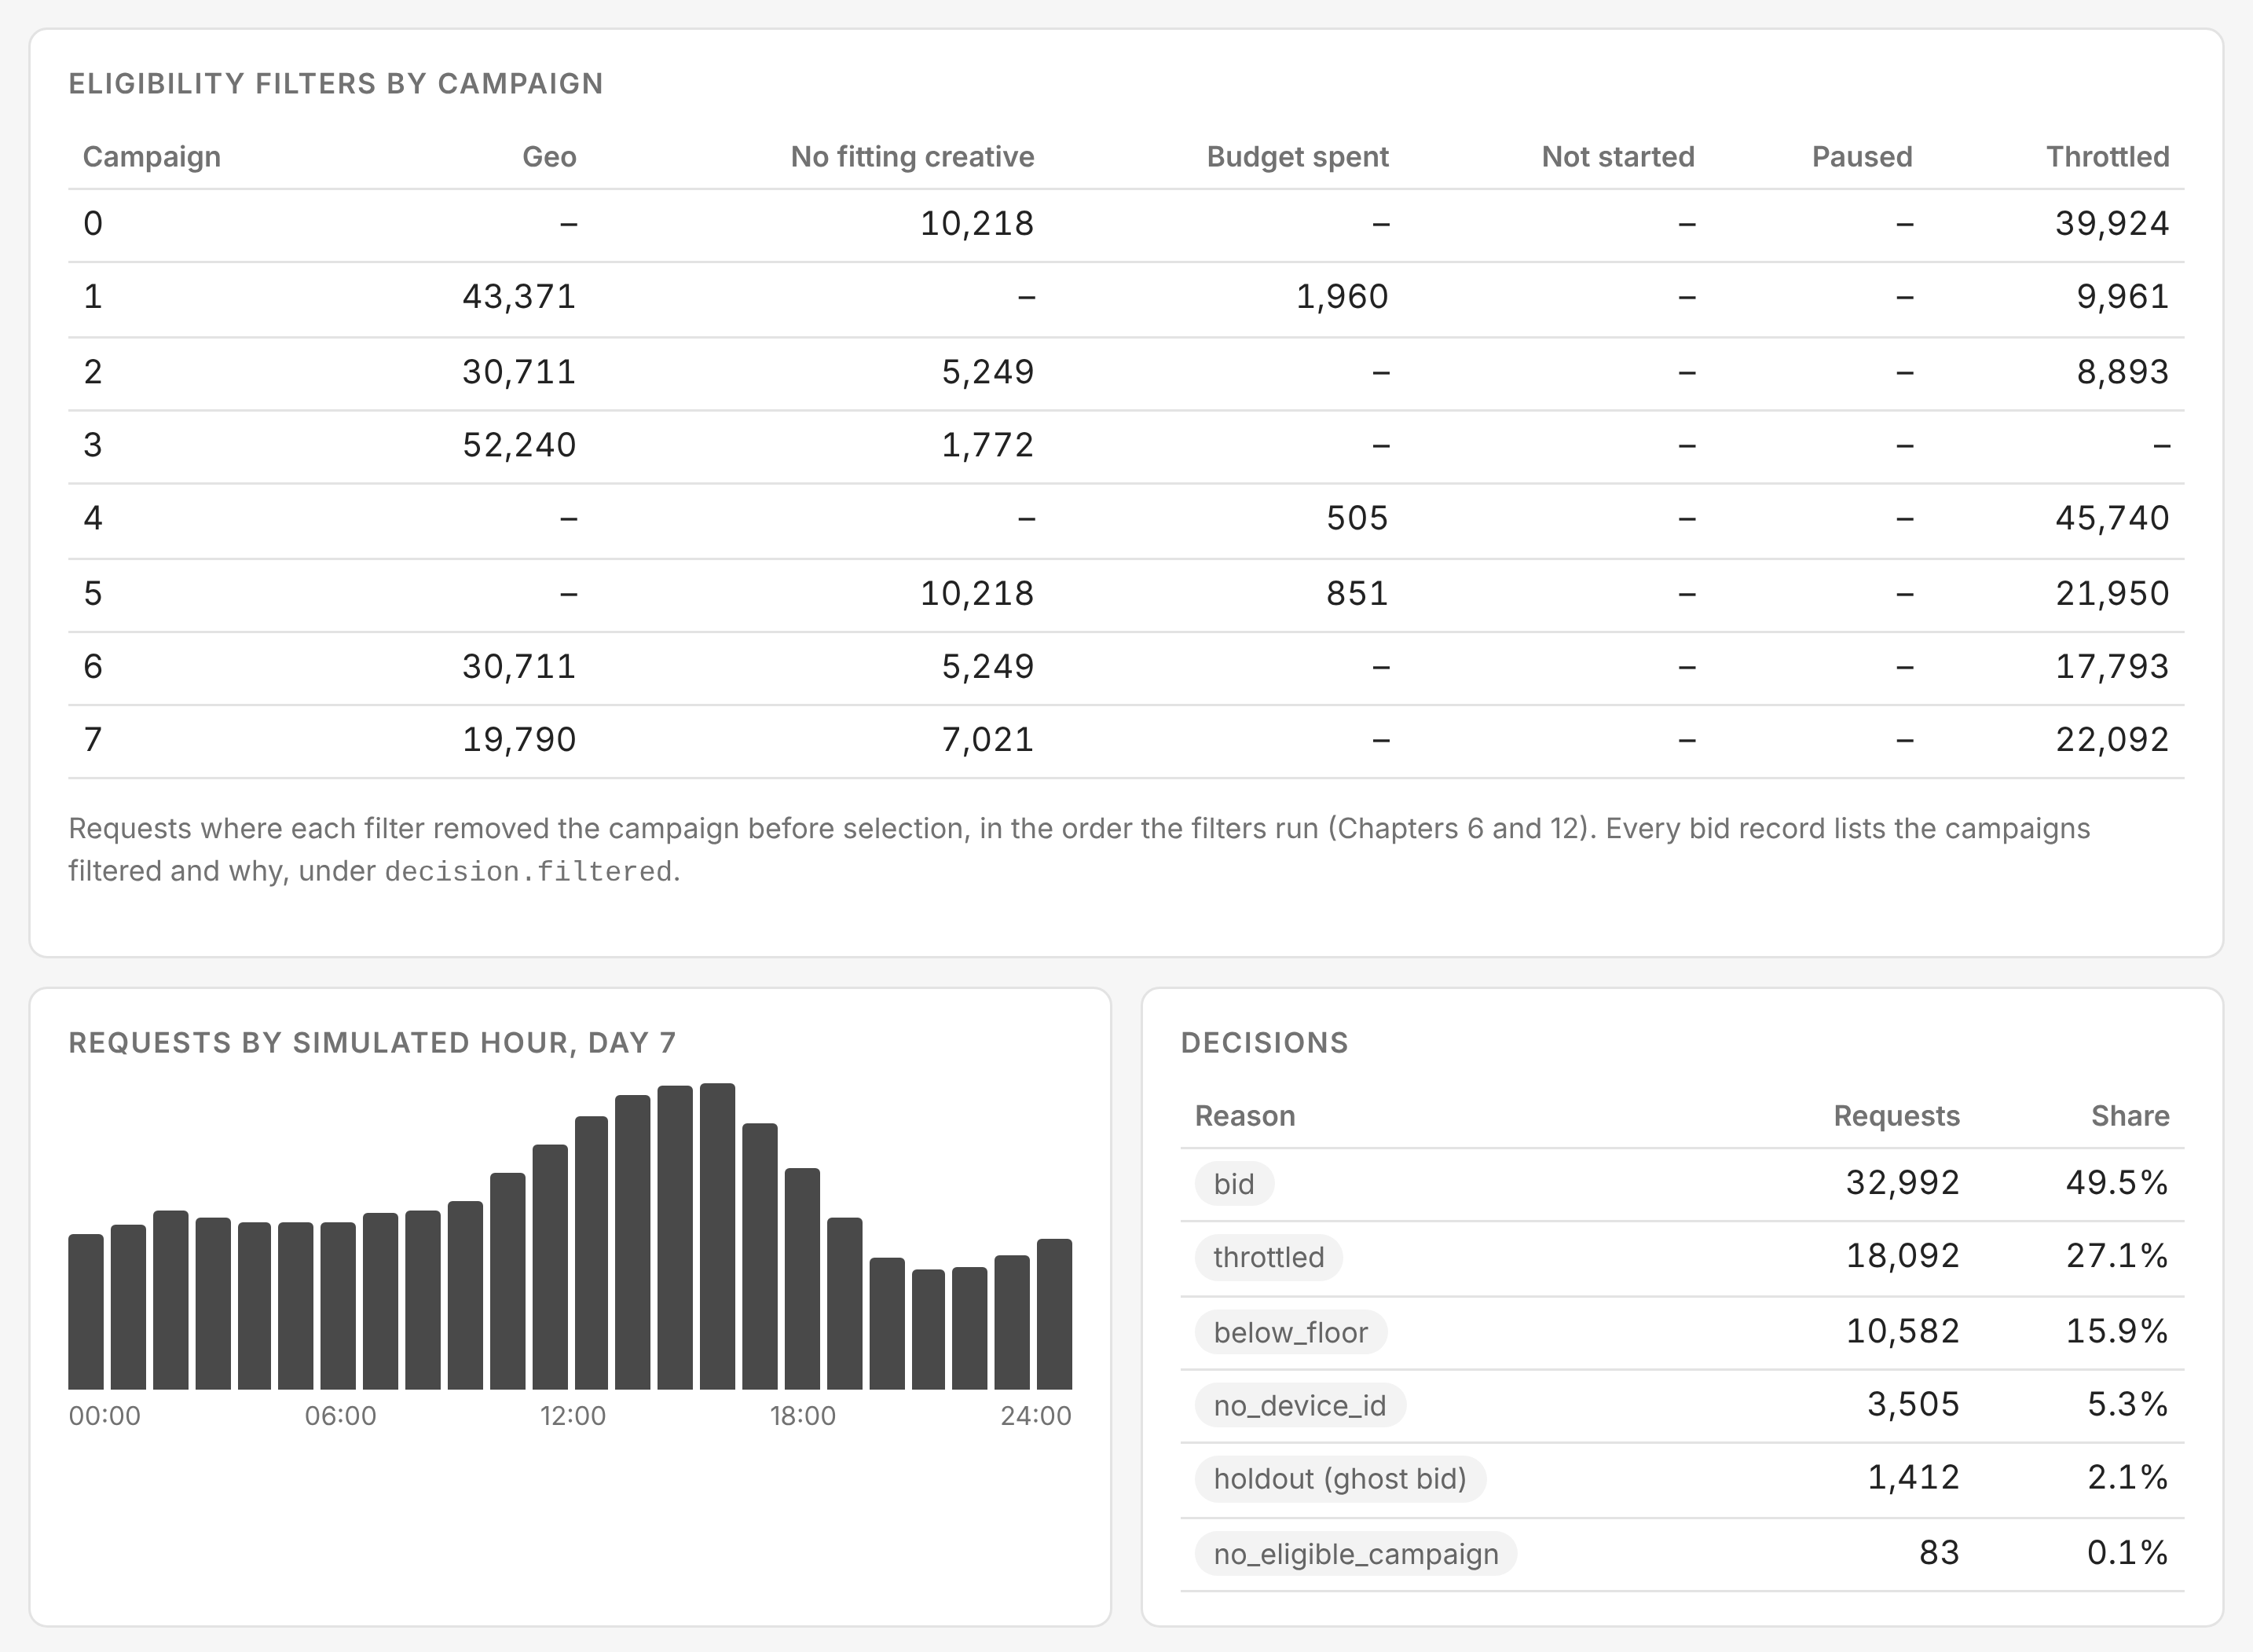 ELIGIBILITY FILTERS BY CAMPAIGN
Campaign Geo No fitting creative Budget spent Not started Paused Throttled
0 – 10,218 – – – 39,924
1 43,371 – 1,960 – – 9,961
2 30,711 5,249 – – – 8,893
3 52,240 1,772 – – – –
4 – – 505 – – 45,740
5 – 10,218 851 – – 21,950
6 30,711 5,249 – – – 17,793
7 19,790 7,021 – – – 22,092
Requests where each filter removed the campaign before selection, in the order the filters run (Chapters 6 and 12). Every bid record lists the campaigns
filtered and why, under decision.filtered.
REQUESTS BY SIMULATED HOUR, DAY 7
00:00 06:00 12:00 18:00 24:00
DECISIONS
Reason Requests Share
bid 32,992 49.5%
throttled 18,092 27.1%
below_floor 10,582 15.9%
no_device_id 3,505 5.3%
holdout (ghost bid) 1,412 2.1%
no_eligible_campaign 83 0.1%